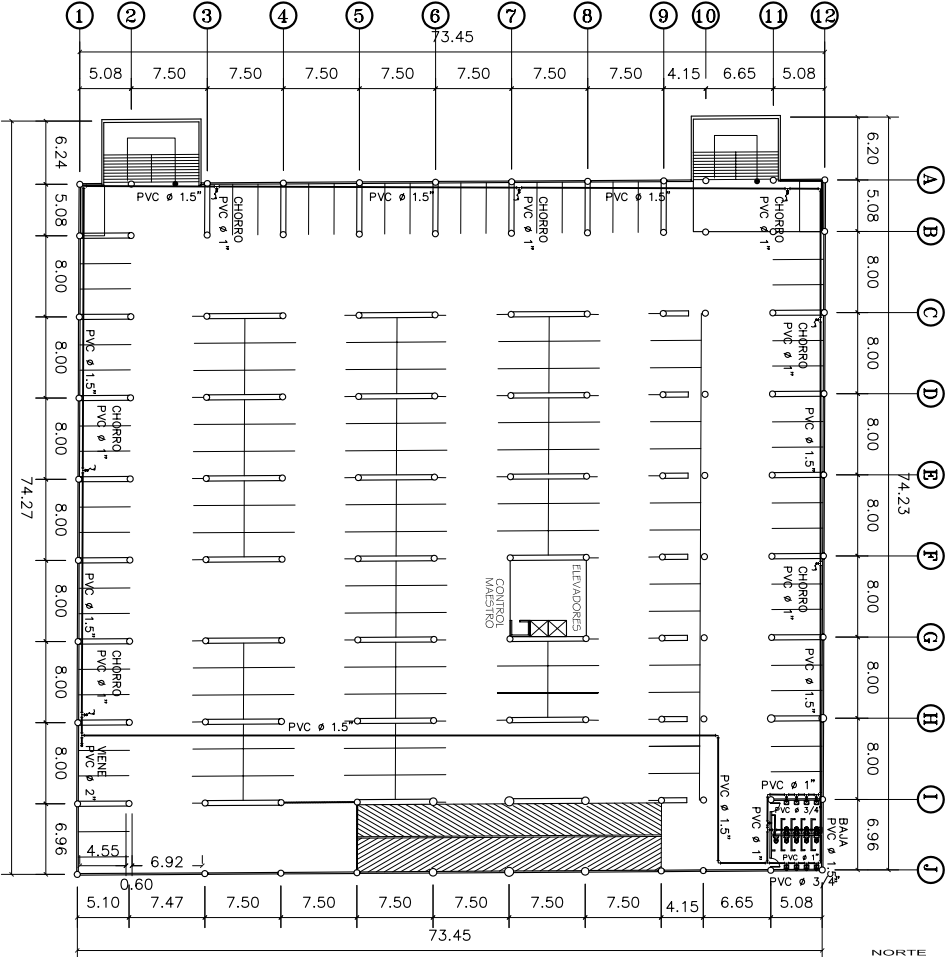 1 2 3 4 5 6 7 8 9 10 11 12
73.45
5.08 7.50 7.50 7.50 7.50 7.50 7.50 7.50 4.15 6.65 5.08
6.24
6.20
A
PVC ø 1.5" PVC ø 1.5" PVC ø 1.5"
5.08
CHORRO
PVC ø 1"
CHORRO
PVC ø 1"
CHORRO
PVC ø 1"
5.08
B
8.00
8.00
C
PVC ø 1.5"
8.00
CHORRO
PVC ø 1"
8.00
D
CHORRO
PVC ø 1"
8.00
PVC ø 1.5"
8.00
E
74.27
74.23
8.00
8.00
F
PVC ø 1.5"
8.00
CONTROL
MAESTRO
ELEVADORES
CHORRO
PVC ø 1"
8.00
G
CHORRO
PVC ø 1"
8.00
PVC ø 1.5"
8.00
H
PVC ø 1.5"
VIENE
PVC ø 2"
8.00
PVC ø 1.5"
8.00
PVC ø 1"
I
PVC ø 3/4"
PVC ø 1"
BAJA
PVC ø 1.5"
6.96
6.96
4.55
6.92
PVC ø 1"
J
0.60
PVC ø 3/4"
5.10 7.47 7.50 7.50 7.50 7.50 7.50 7.50 4.15 6.65 5.08
73.45
NORTE